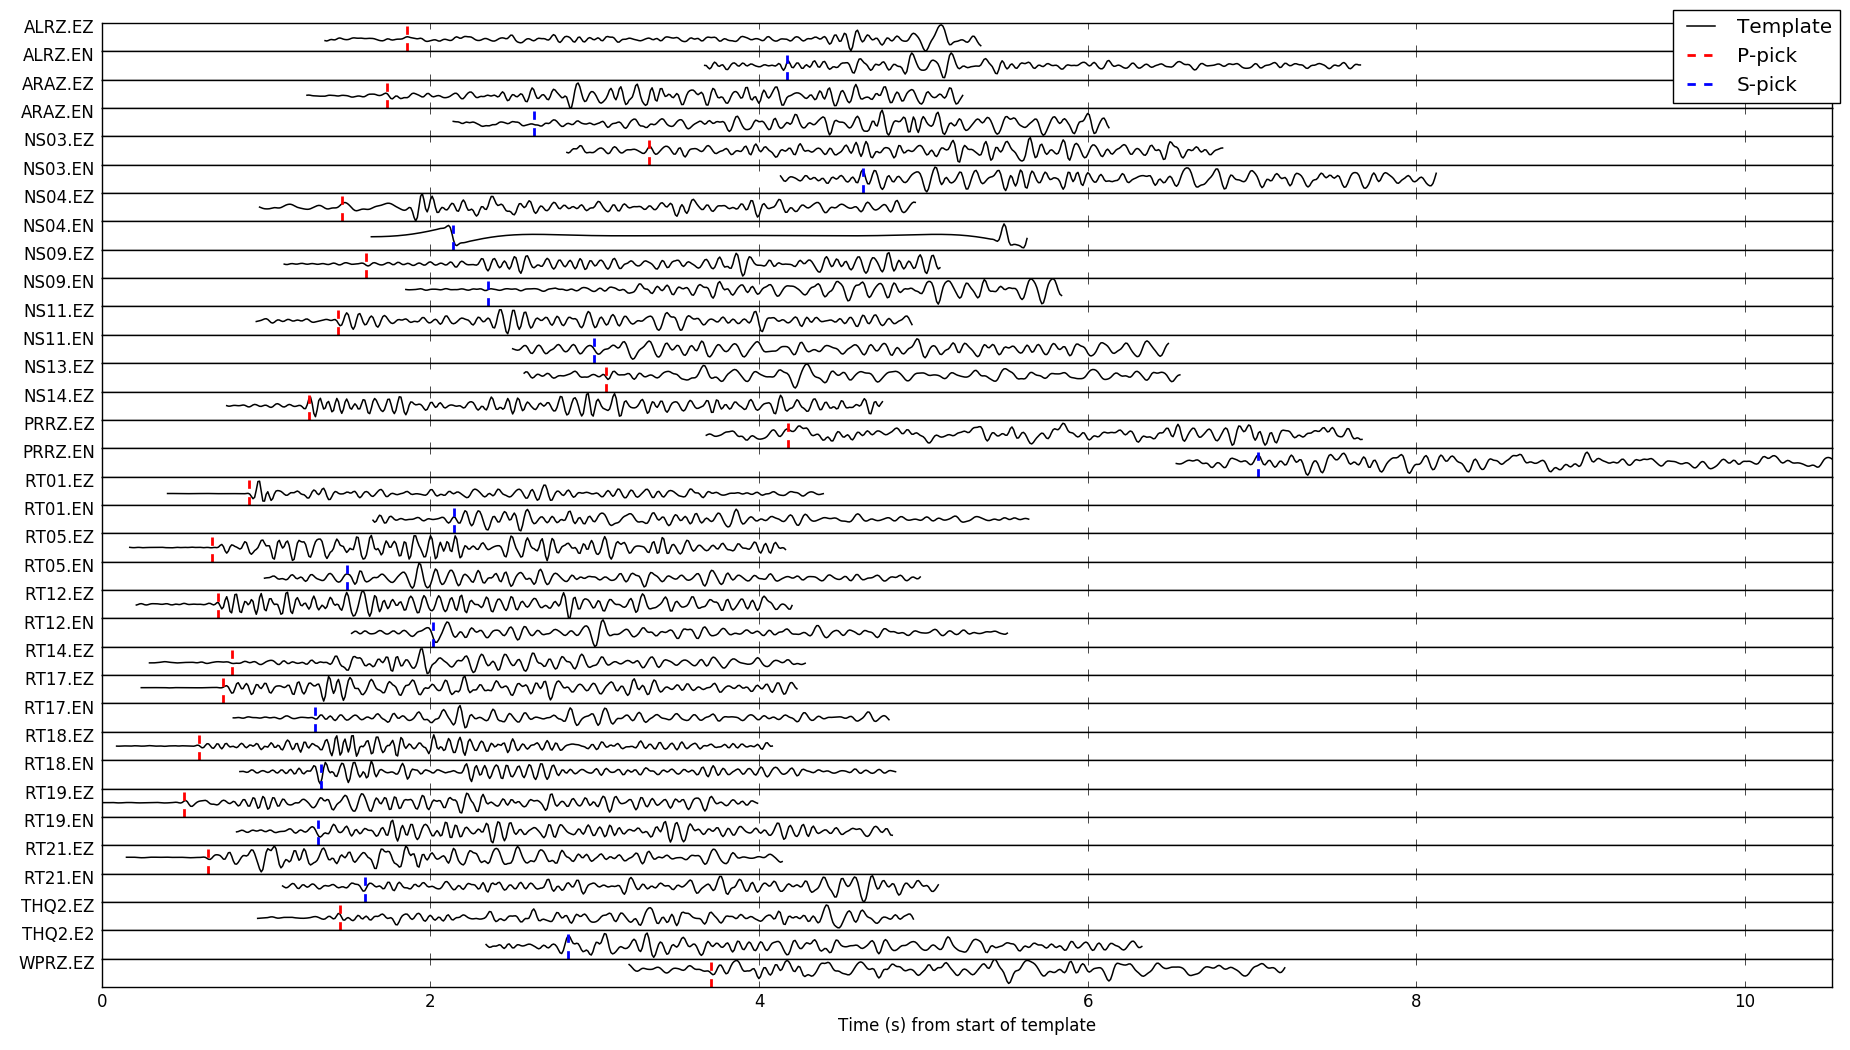 ALRZ.EZ
ALRZ.EN
ARAZ.EZ
ARAZ.EN
NS03.EZ
NS03.EN
NS04.EZ
NS04.EN
NS09.EZ
NS09.EN
NS11.EZ
NS11.EN
NS13.EZ
NS14.EZ
PRRZ.EZ
PRRZ.EN
RT01.EZ
RT01.EN
RT05.EZ
RT05.EN
RT12.EZ
RT12.EN
RT14.EZ
RT17.EZ
RT17.EN
RT18.EZ
RT18.EN
RT19.EZ
RT19.EN
RT21.EZ
RT21.EN
THQ2.EZ
THQ2.E2
WPRZ.EZ
Template
P-pick
S-pick
0 2 4 6 8 10
Time (s) from start of template